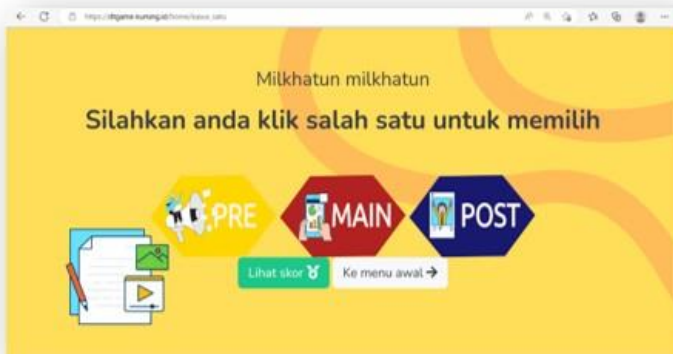 Milkhatun milkhatun
Silahkan anda klik salah satu untuk memilih
PRE MAIN POST
Lihat skor Ke menu awal